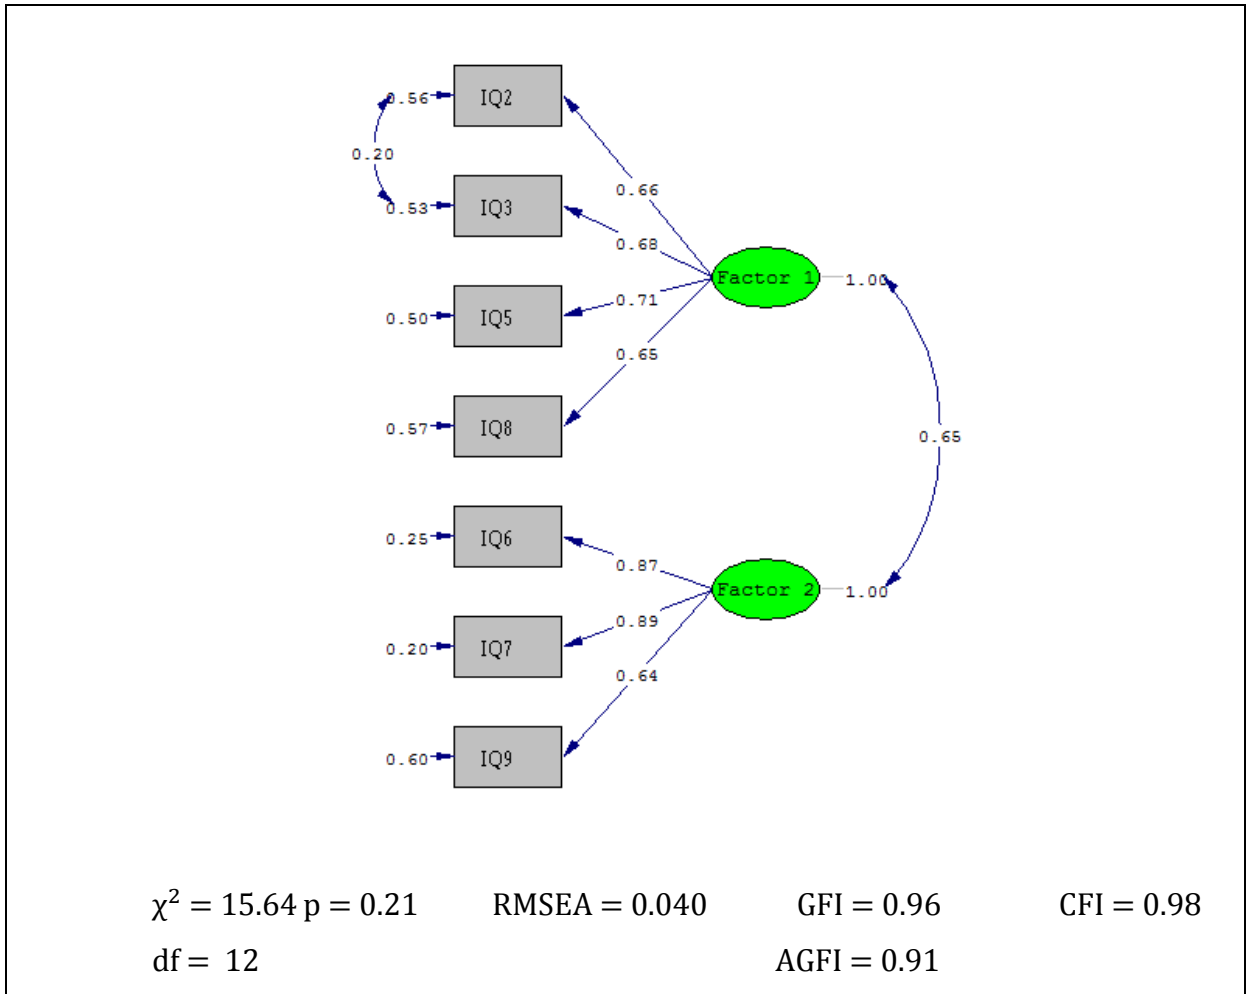 0.56 IQ2
0.20
0.66
0.53 IQ3
0.68
Factor 1 1.00
0.71
0.50 IQ5
0.65
0.57 IQ8
0.65
0.25 IQ6
0.87
Factor 2 1.00
0.89
0.20 IQ7
0.64
0.60 IQ9
χ² = 15.64 p = 0.21 RMSEA = 0.040 GFI = 0.96 CFI = 0.98
df = 12 AGFI = 0.91